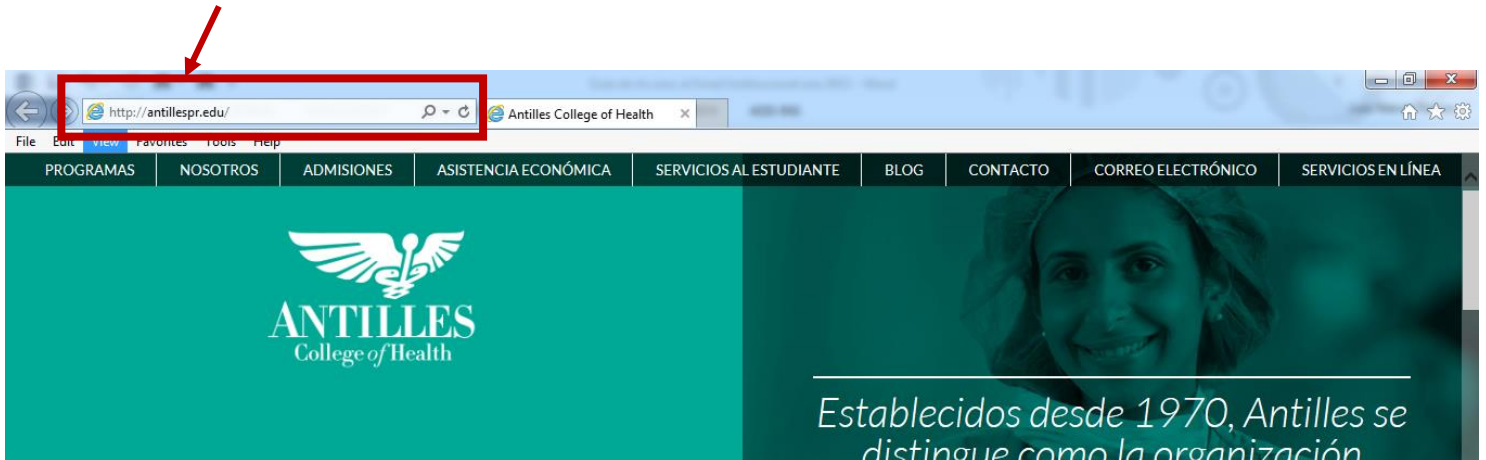 http://antillespr.edu/
Antilles College of Health
File Edit View Favorites Tools Help
PROGRAMAS NOSOTROS ADMISIONES ASISTENCIA ECONÓMICA SERVICIOS AL ESTUDIANTE BLOG CONTACTO CORREO ELECTRÓNICO SERVICIOS EN LÍNEA
ANTILLES
College of Health
Establecidos desde 1970, Antilles se
distingue como la organización